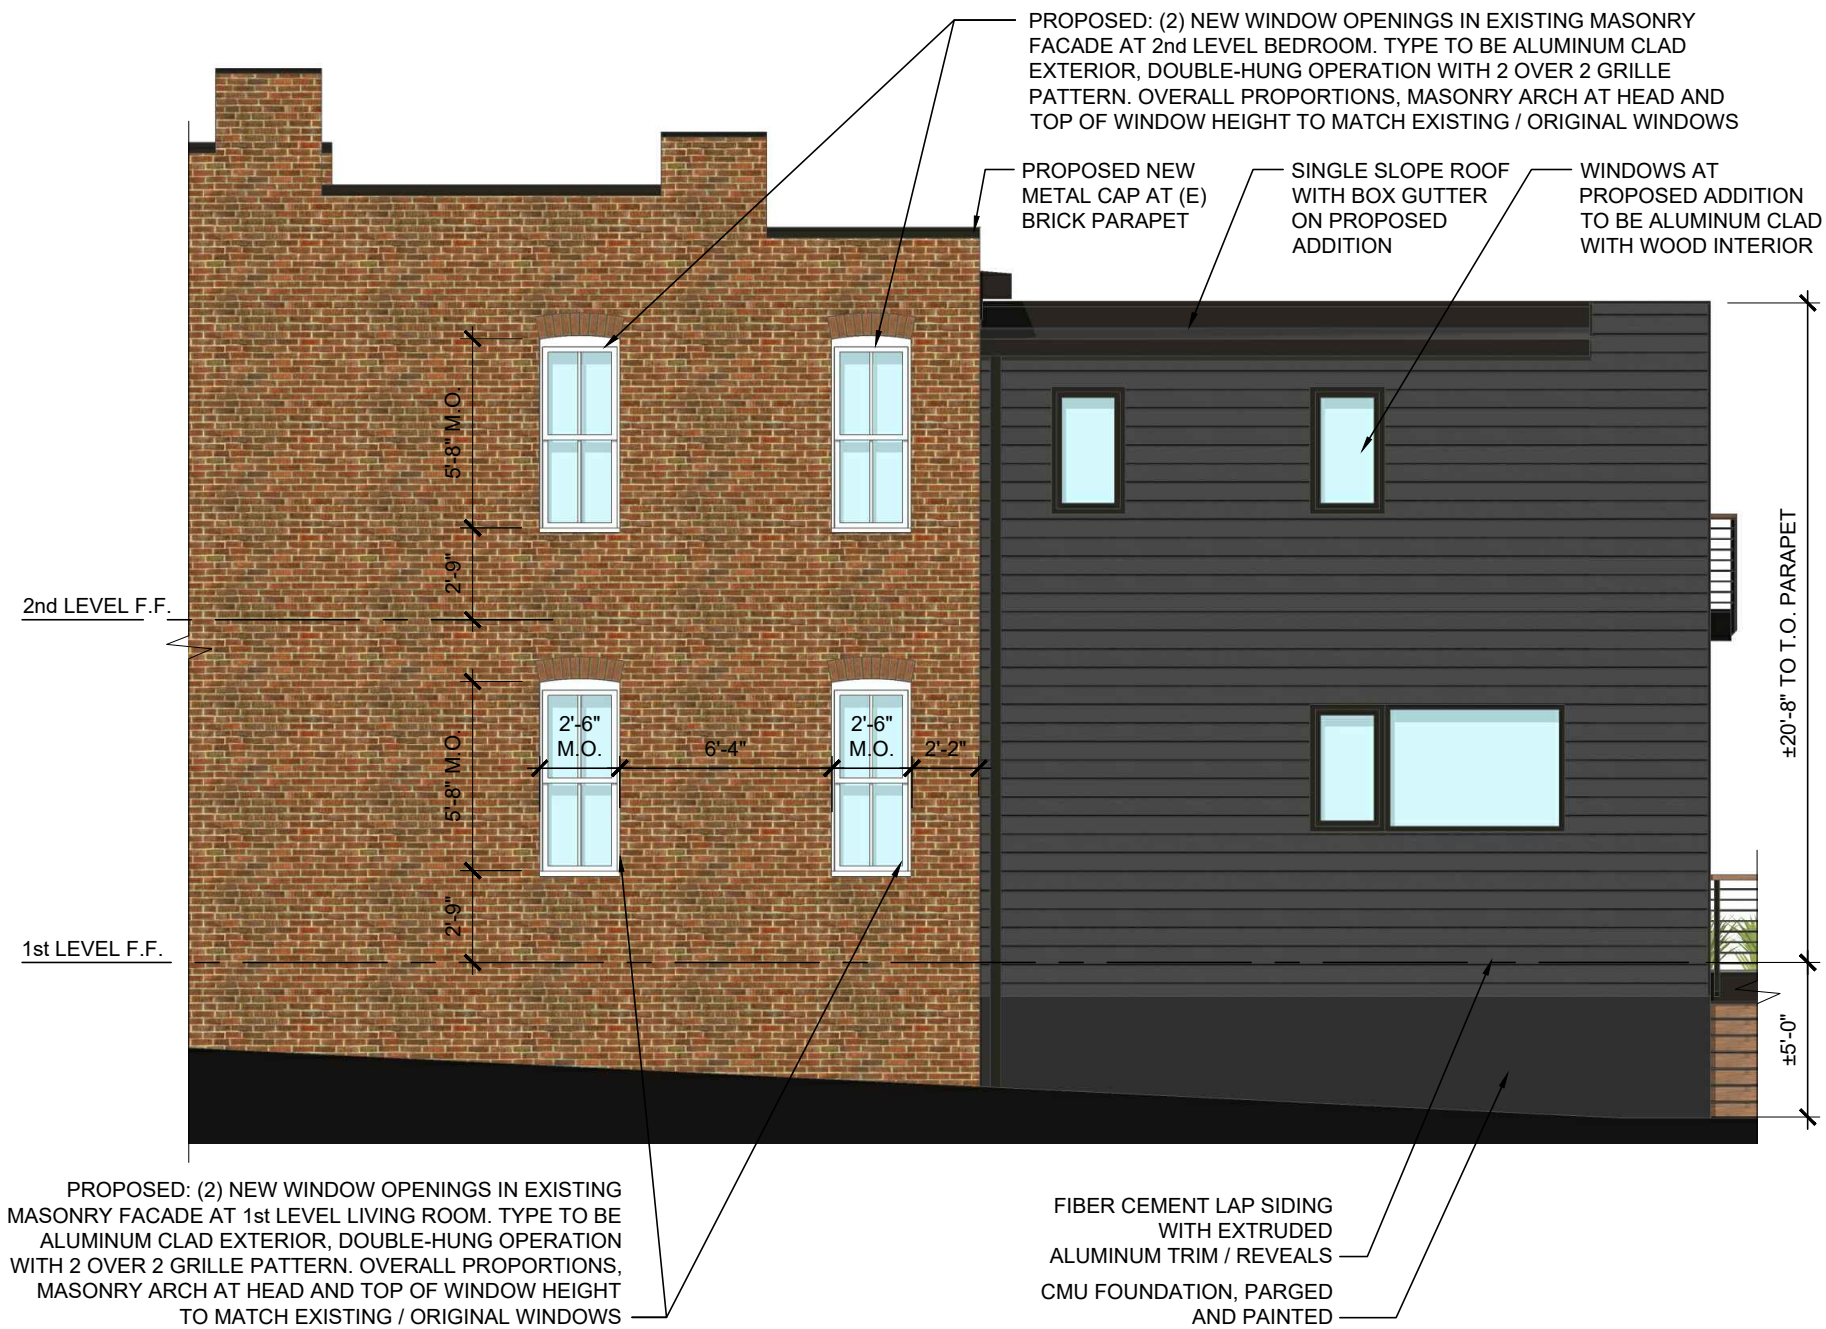 PROPOSED: (2) NEW WINDOW OPENINGS IN EXISTING MASONRY
FACADE AT 2nd LEVEL BEDROOM. TYPE TO BE ALUMINUM CLAD
EXTERIOR, DOUBLE-HUNG OPERATION WITH 2 OVER 2 GRILLE
PATTERN. OVERALL PROPORTIONS, MASONRY ARCH AT HEAD AND
TOP OF WINDOW HEIGHT TO MATCH EXISTING / ORIGINAL WINDOWS
PROPOSED NEW
METAL CAP AT (E)
BRICK PARAPET
SINGLE SLOPE ROOF
WITH BOX GUTTER
ON PROPOSED
ADDITION
WINDOWS AT
PROPOSED ADDITION
TO BE ALUMINUM CLAD
WITH WOOD INTERIOR
5'-8" M.O.
2'-9"
2nd LEVEL F.F.
±20'-8" TO T.O. PARAPET
2'-6"
M.O.
6'-4"
2'-6"
M.O.
2'-2"
5'-8" M.O.
2'-9"
1st LEVEL F.F.
±5'-0"
PROPOSED: (2) NEW WINDOW OPENINGS IN EXISTING
MASONRY FACADE AT 1st LEVEL LIVING ROOM. TYPE TO BE
ALUMINUM CLAD EXTERIOR, DOUBLE-HUNG OPERATION
WITH 2 OVER 2 GRILLE PATTERN. OVERALL PROPORTIONS,
MASONRY ARCH AT HEAD AND TOP OF WINDOW HEIGHT
TO MATCH EXISTING / ORIGINAL WINDOWS
FIBER CEMENT LAP SIDING
WITH EXTRUDED
ALUMINUM TRIM / REVEALS
CMU FOUNDATION, PARGED
AND PAINTED